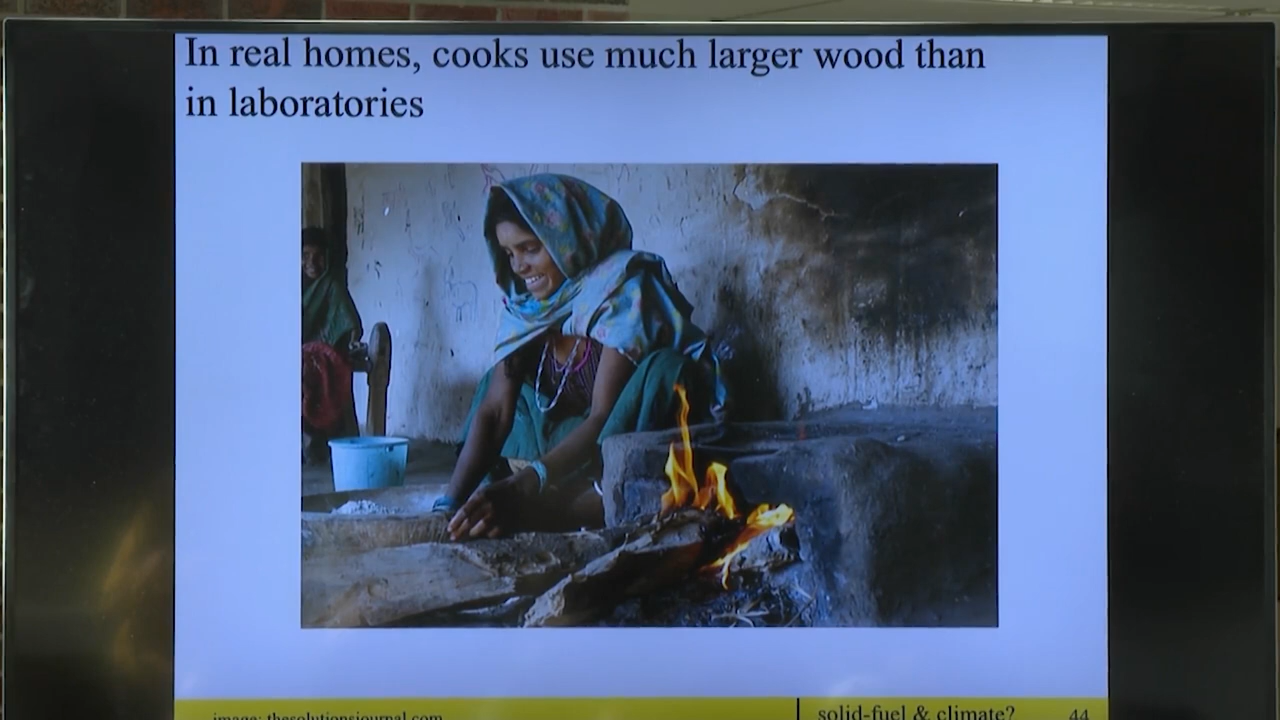 In real homes, cooks use much larger wood than
in laboratories
image: thesolutionsjournal.com
solid-fuel & climate?
44